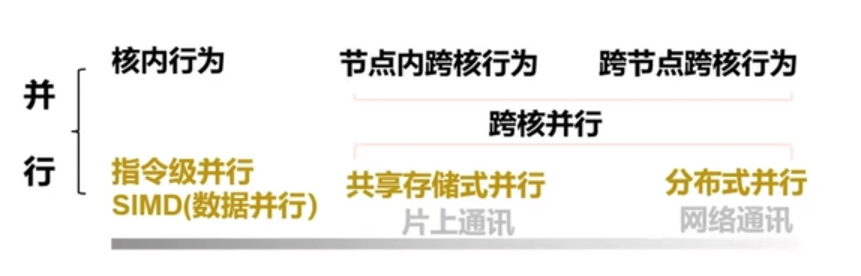 核内行为
节点内跨核行为
跨节点跨核行为
并行
跨核并行
指令级并行
SIMD(数据并行)
共享存储式并行
片上通讯
分布式并行
网络通讯